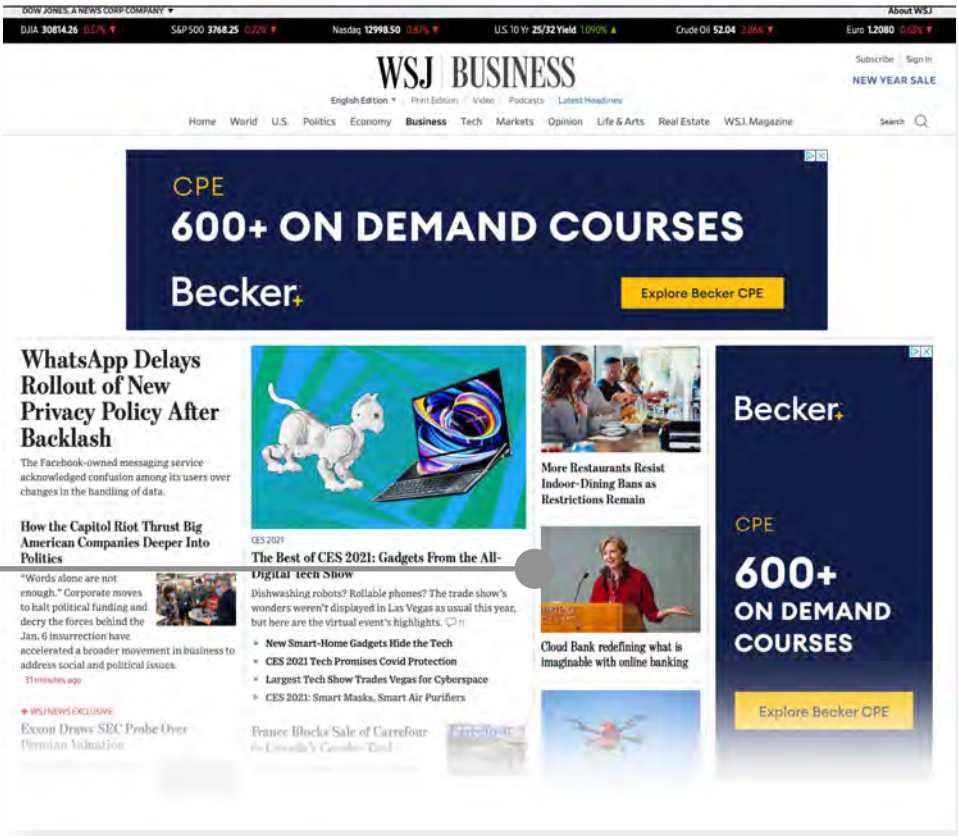 DOW JONES, A NEWS CORP COMPANY ▼
About WSJ
DJIA 30814.26 0.57% ▼
S&P 500 3768.25 0.72% ▼
Nasdaq 12998.50 0.87% ▼
U.S. 10 Yr 25/32 Yield 1.090% ▲
Crude Oil 52.04 2.86% ▼
Euro 1.2080 0.63% ▼
WSJ | BUSINESS
Subscribe | Sign In
NEW YEAR SALE
English Edition ▼ | Print Edition | Video | Podcasts | Latest Headlines
Home World U.S. Politics Economy Business Tech Markets Opinion Life & Arts Real Estate WSJ. Magazine
Search
CPE
600+ ON DEMAND COURSES
Becker+
Explore Becker CPE
WhatsApp Delays
Rollout of New
Privacy Policy After
Backlash
The Facebook-owned messaging service
acknowledged confusion among its users over
changes in the handling of data.
How the Capitol Riot Thrust Big
American Companies Deeper Into
Politics
“Words alone are not
enough.” Corporate moves
to halt political funding and
decry the forces behind the
Jan. 6 insurrection have
accelerated a broader movement in business to
address social and political issues.
31 minutes ago
WSJ NEWS EXCLUSIVE
Exxon Draws SEC Probe Over
Permian Valuation
CES 2021
The Best of CES 2021: Gadgets From the All-
Digital Tech Show
Dishwashing robots? Rollable phones? The trade show’s
wonders weren’t displayed in Las Vegas as usual this year,
but here are the virtual event’s highlights. 11
New Smart-Home Gadgets Hide the Tech
CES 2021 Tech Promises Covid Protection
Largest Tech Show Trades Vegas for Cyberspace
CES 2021: Smart Masks, Smart Air Purifiers
France Blocks Sale of Carrefour
More Restaurants Resist
Indoor-Dining Bans as
Restrictions Remain
Cloud Bank redefining what is
imaginable with online banking
Becker+
CPE
600+
ON DEMAND
COURSES
Explore Becker CPE